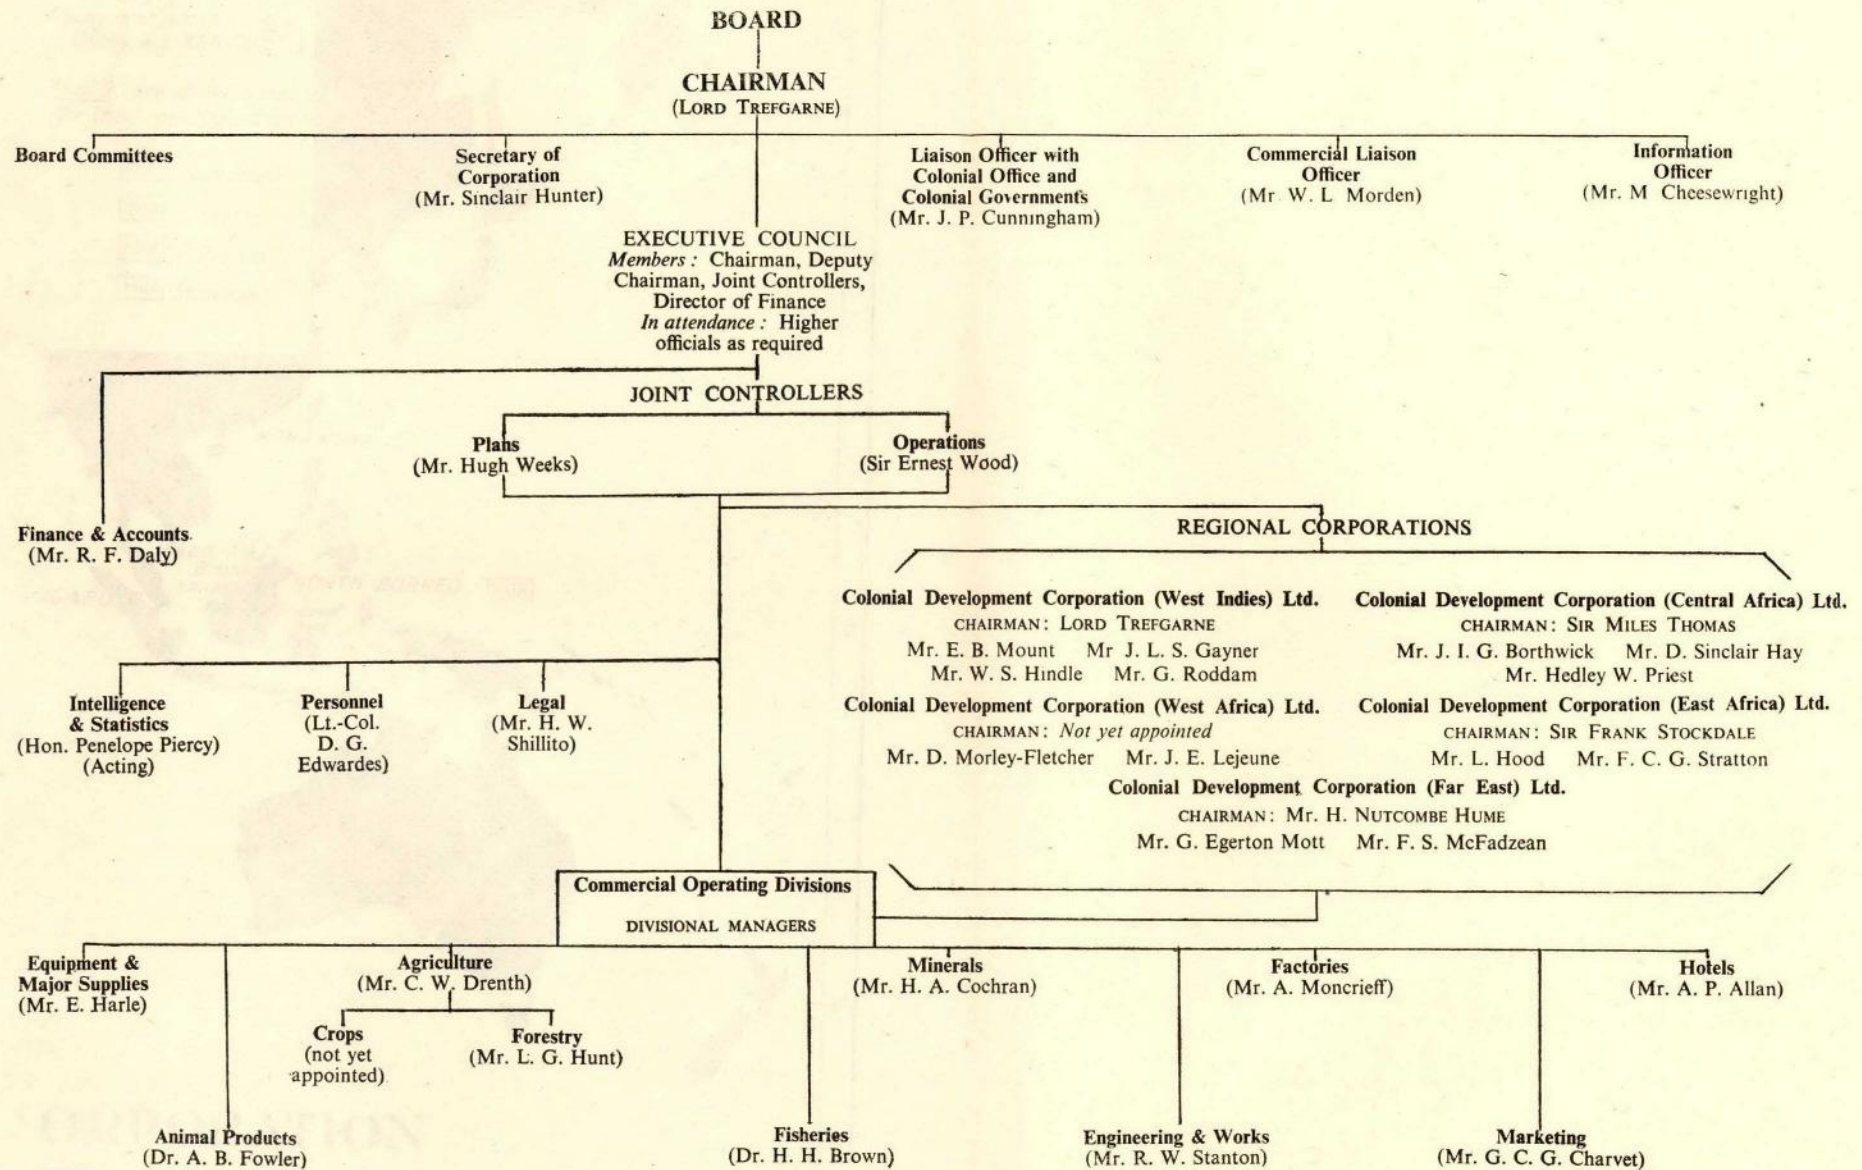 BOARD
CHAIRMAN
(LORD TREFGARNE)
Board Committees
Secretary of
Corporation
(Mr. Sinclair Hunter)
Liaison Officer with
Colonial Office and
Colonial Governments
(Mr. J. P. Cunningham)
Commercial Liaison
Officer
(Mr. W. L Morden)
Information
Officer
(Mr. M Cheesewright)
EXECUTIVE COUNCIL
Members : Chairman, Deputy
Chairman, Joint Controllers,
Director of Finance
In attendance : Higher
officials as required
JOINT CONTROLLERS
Plans
(Mr. Hugh Weeks)
Operations
(Sir Ernest Wood)
Finance & Accounts
(Mr. R. F. Daly)
REGIONAL CORPORATIONS
Colonial Development Corporation (West Indies) Ltd.
CHAIRMAN: LORD TREFGARNE
Mr. E. B. Mount Mr J. L. S. Gayner
Mr. W. S. Hindle Mr. G. Roddam
Colonial Development Corporation (Central Africa) Ltd.
CHAIRMAN: SIR MILES THOMAS
Mr. J. I. G. Borthwick Mr. D. Sinclair Hay
Mr. Hedley W. Priest
Colonial Development Corporation (West Africa) Ltd.
CHAIRMAN: Not yet appointed
Mr. D. Morley-Fletcher Mr. J. E. Lejeune
Colonial Development Corporation (East Africa) Ltd.
CHAIRMAN: SIR FRANK STOCKDALE
Mr. L. Hood Mr. F. C. G. Stratton
Colonial Development Corporation (Far East) Ltd.
CHAIRMAN: MR. H. NUTCOMBE HUME
Mr. G. Egerton Mott Mr. F. S. McFadzean
Intelligence
& Statistics
(Hon. Penelope Piercy)
(Acting)
Personnel
(Lt.-Col.
D. G.
Edwardes)
Legal
(Mr. H. W.
Shillito)
Commercial Operating Divisions
DIVISIONAL MANAGERS
Equipment &
Major Supplies
(Mr. E. Harle)
Agriculture
(Mr. C. W. Drenth)
Crops
(not yet
appointed)
Forestry
(Mr. L. G. Hunt)
Minerals
(Mr. H. A. Cochran)
Factories
(Mr. A. Moncrieff)
Hotels
(Mr. A. P. Allan)
Animal Products
(Dr. A. B. Fowler)
Fisheries
(Dr. H. H. Brown)
Engineering & Works
(Mr. R. W. Stanton)
Marketing
(Mr. G. C. G. Charvet)